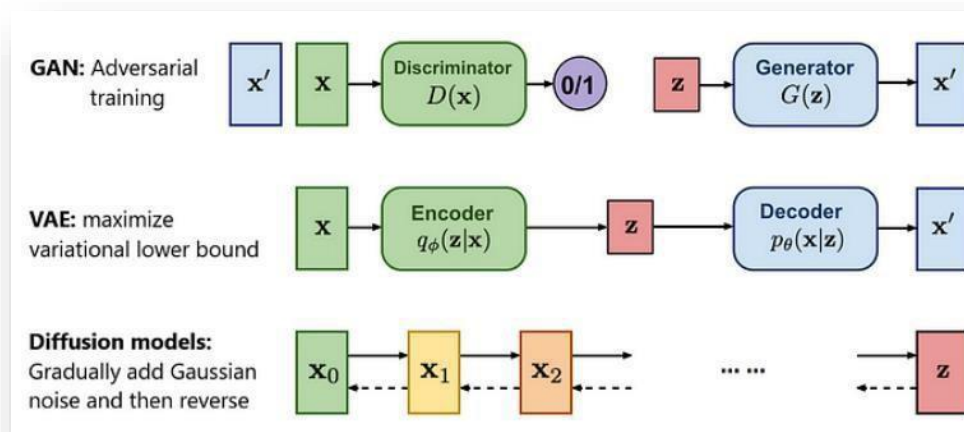 GAN: Adversarial training
x′ x Discriminator D(x) 0/1 z Generator G(z) x′
VAE: maximize variational lower bound
x Encoder qϕ(z|x) z Decoder pθ(x|z) x′
Diffusion models:
Gradually add Gaussian noise and then reverse
x0 x1 x2 ... ... z